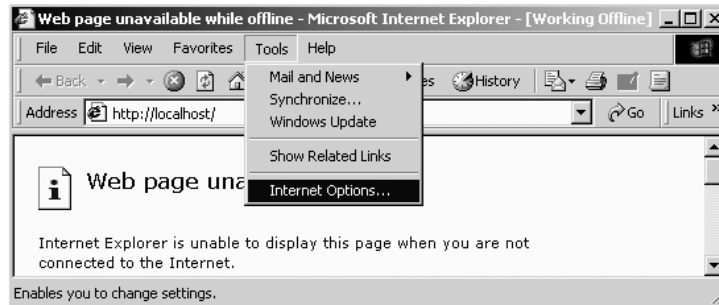 Web page unavailable while offline - Microsoft Internet Explorer - [Working Offline]
File Edit View Favorites Tools Help
Back History
Mail and News
Synchronize...
Windows Update
Show Related Links
Internet Options...
Address http://localhost/ Go Links »
Web page
Internet Explorer is unable to display this page when you are not
connected to the Internet.
Enables you to change settings.